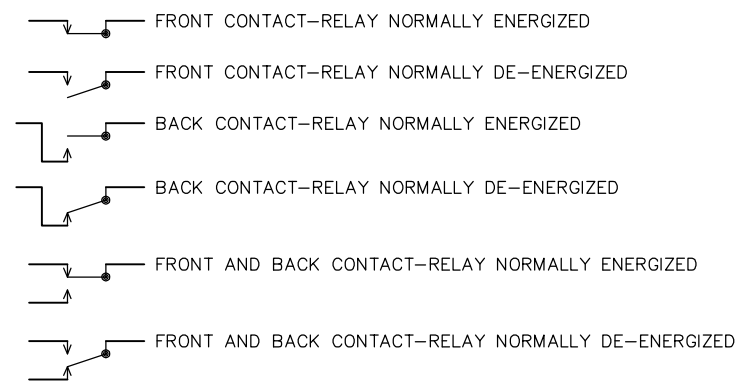 FRONT CONTACT-RELAY NORMALLY ENERGIZED
FRONT CONTACT-RELAY NORMALLY DE-ENERGIZED
BACK CONTACT-RELAY NORMALLY ENERGIZED
BACK CONTACT-RELAY NORMALLY DE-ENERGIZED
FRONT AND BACK CONTACT-RELAY NORMALLY ENERGIZED
FRONT AND BACK CONTACT-RELAY NORMALLY DE-ENERGIZED